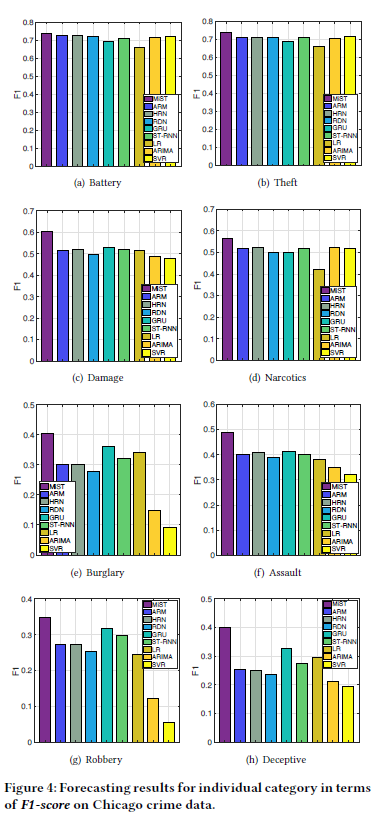 0.8
0.7
0.6
0.5
0.4
0.3
0.2
0.1
0
F1
MiST
ARM
HRN
RDN
GRU
ST-RNN
LR
ARIMA
SVR
(a) Battery
0.8
0.7
0.6
0.5
0.4
0.3
0.2
0.1
0
F1
MiST
ARM
HRN
RDN
GRU
ST-RNN
LR
ARIMA
SVR
(b) Theft
0.7
0.6
0.5
0.4
0.3
0.2
0.1
0
F1
MiST
ARM
HRN
RDN
GRU
ST-RNN
LR
ARIMA
SVR
(c) Damage
0.7
0.6
0.5
0.4
0.3
0.2
0.1
0
F1
MiST
ARM
HRN
RDN
GRU
ST-RNN
LR
ARIMA
SVR
(d) Narcotics
0.5
0.4
0.3
0.2
0.1
0
F1
MiST
ARM
HRN
RDN
GRU
ST-RNN
LR
ARIMA
SVR
(e) Burglary
0.6
0.5
0.4
0.3
0.2
0.1
0
F1
MiST
ARM
HRN
RDN
GRU
ST-RNN
LR
ARIMA
SVR
(f) Assault
0.4
0.3
0.2
0.1
0
F1
MiST
ARM
HRN
RDN
GRU
ST-RNN
LR
ARIMA
SVR
(g) Robbery
0.5
0.4
0.3
0.2
0.1
0
F1
MiST
ARM
HRN
RDN
GRU
ST-RNN
LR
ARIMA
SVR
(h) Deceptive
Figure 4: Forecasting results for individual category in terms
of F1-score on Chicago crime data.